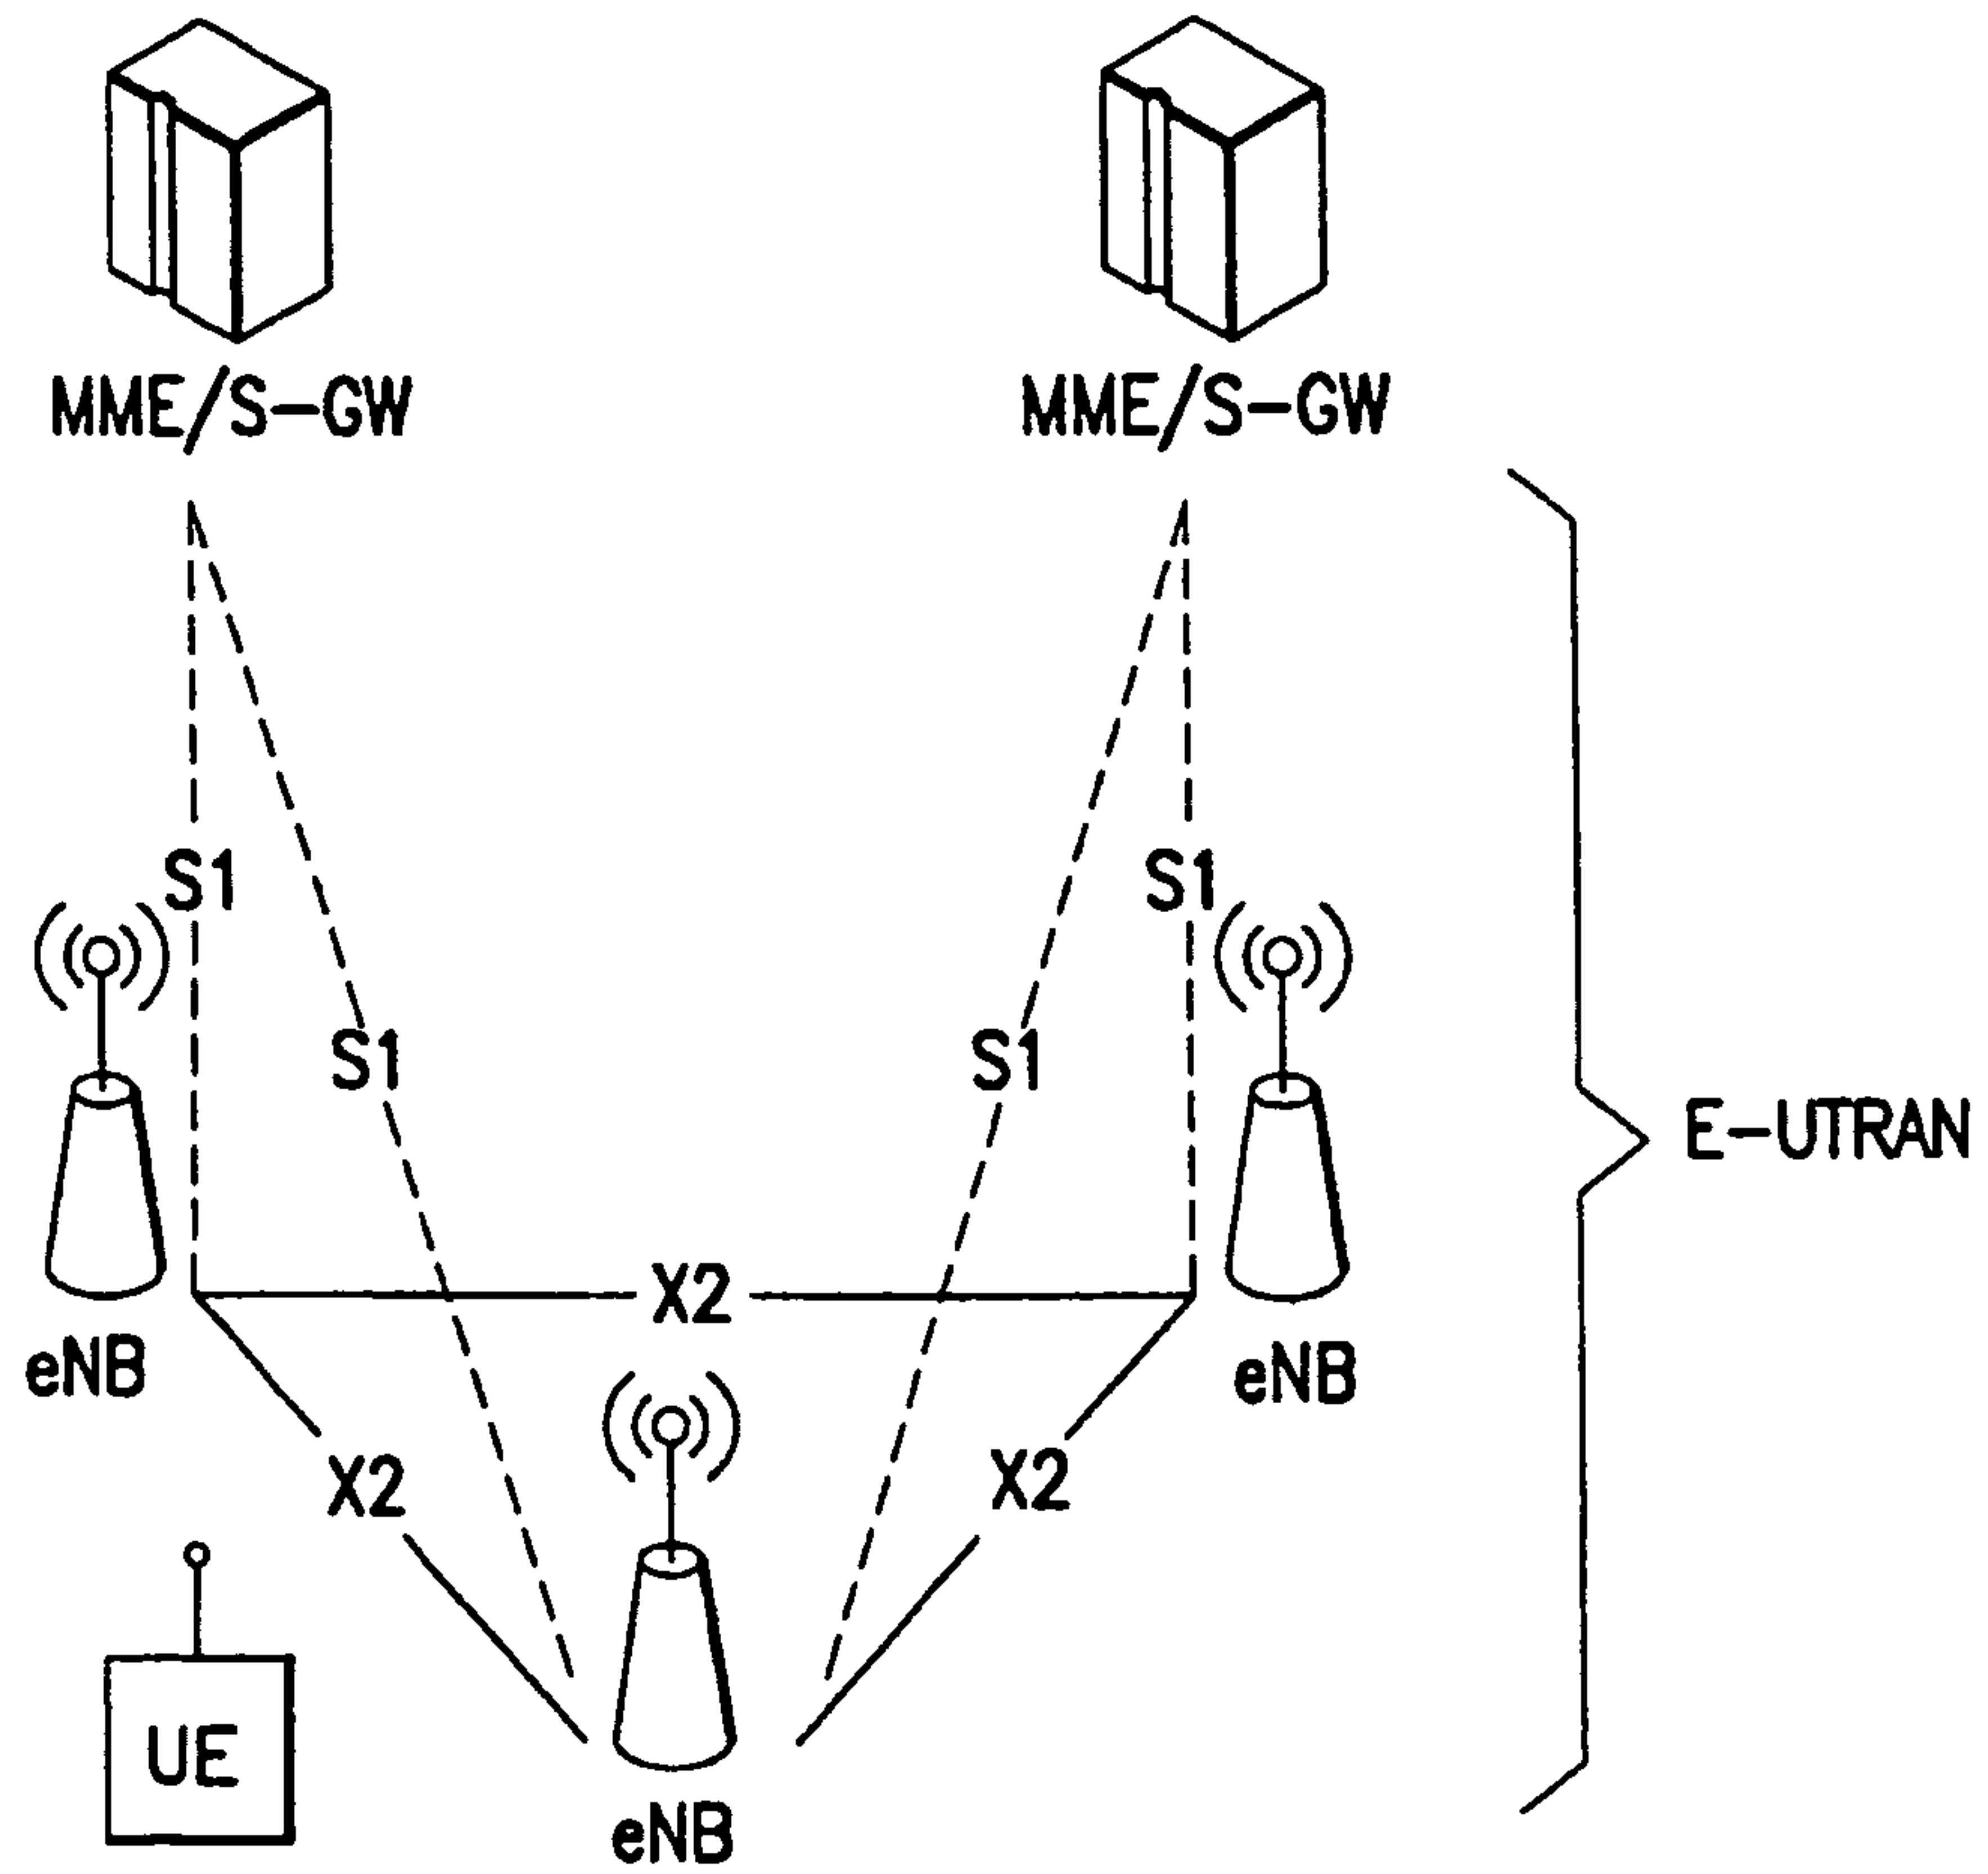 MME/S-GW
MME/S-GW
S1
S1
S1
S1
E-UTRAN
X2
eNB
eNB
X2
X2
UE
eNB